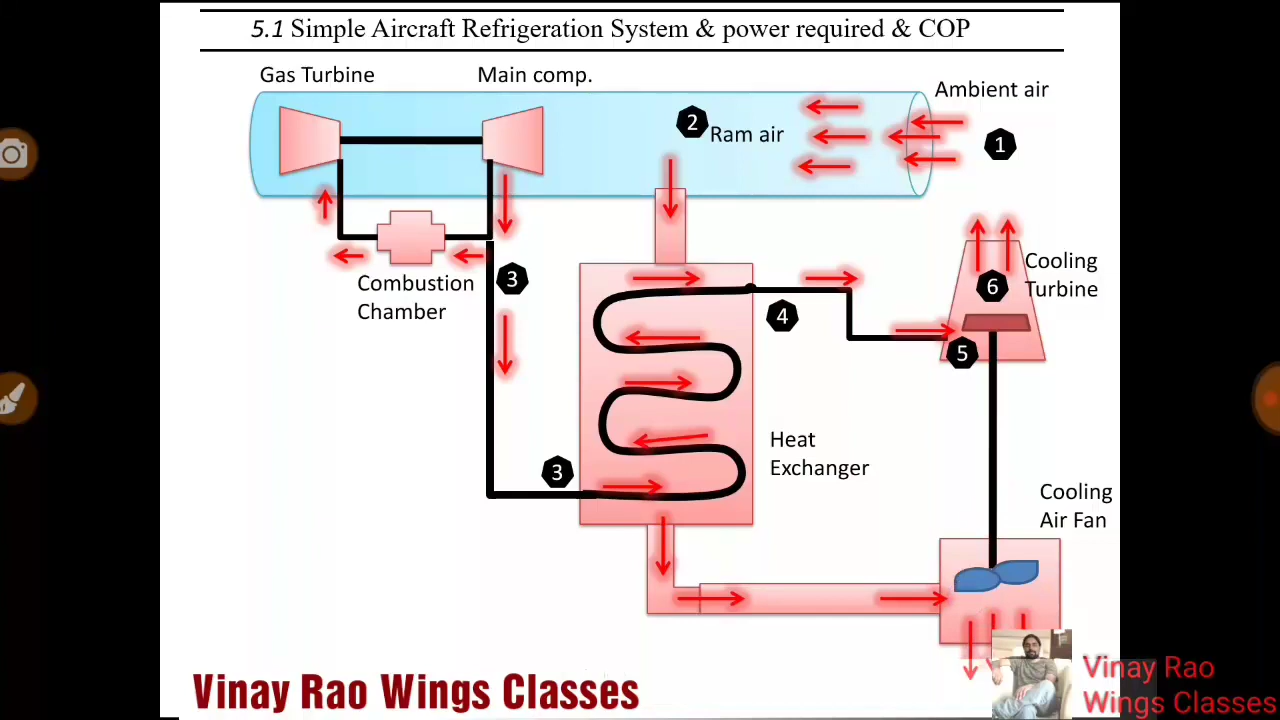 5.1 Simple Aircraft Refrigeration System & power required & COP
Gas Turbine
Main comp.
Ambient air
2
Ram air
1
Combustion
Chamber
3
4
Cooling
Turbine
6
5
3
Heat
Exchanger
Cooling
Air Fan
Vinay Rao Wings Classes
Vinay Rao
Wings Classes